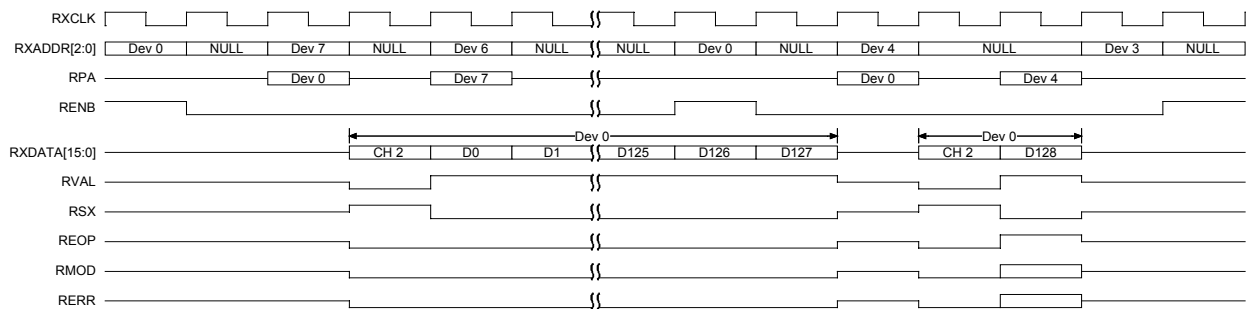 RXCLK
RXADDR[2:0] Dev 0 NULL Dev 7 NULL Dev 6 NULL NULL Dev 0 NULL Dev 4 NULL Dev 3 NULL
RPA Dev 0 Dev 7 Dev 0 Dev 4
RENB
Dev 0 Dev 0
RXDATA[15:0] CH 2 D0 D1 D125 D126 D127 CH 2 D128
RVAL
RSX
REOP
RMOD
RERR